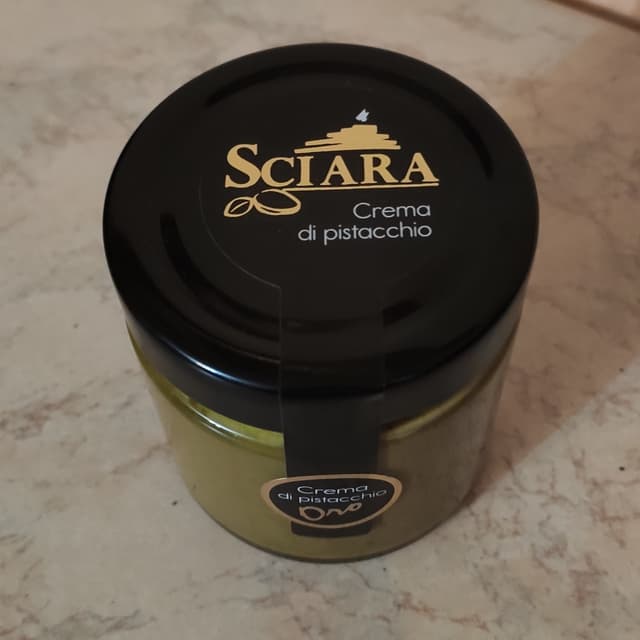 SCIARA
Crema
di pistacchio
Crema
di pistacchio
Oro